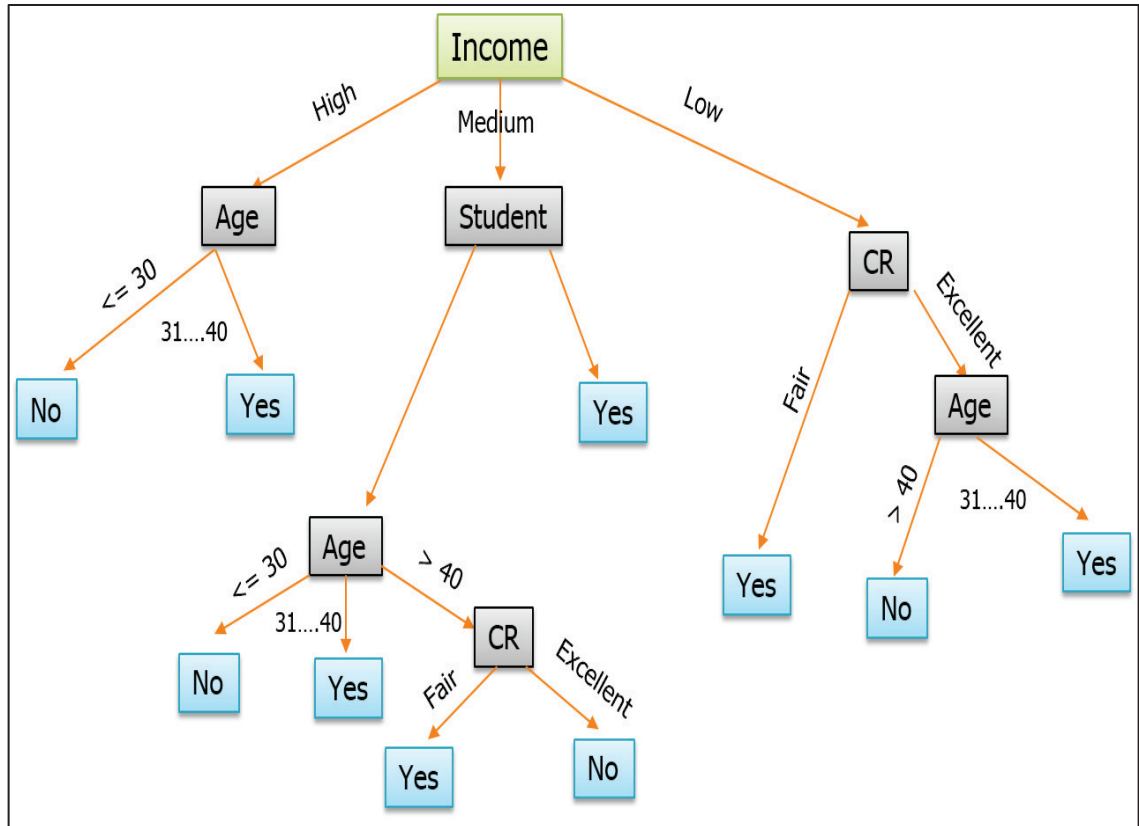 Income
High
Medium
Low
Age
Student
CR
<= 30
31....40
Excellent
No
Yes
Yes
Fair
Age
> 40
31....40
Age
<= 30
31....40
> 40
Yes
No
Yes
No
Yes
CR
Fair
Excellent
Yes
No